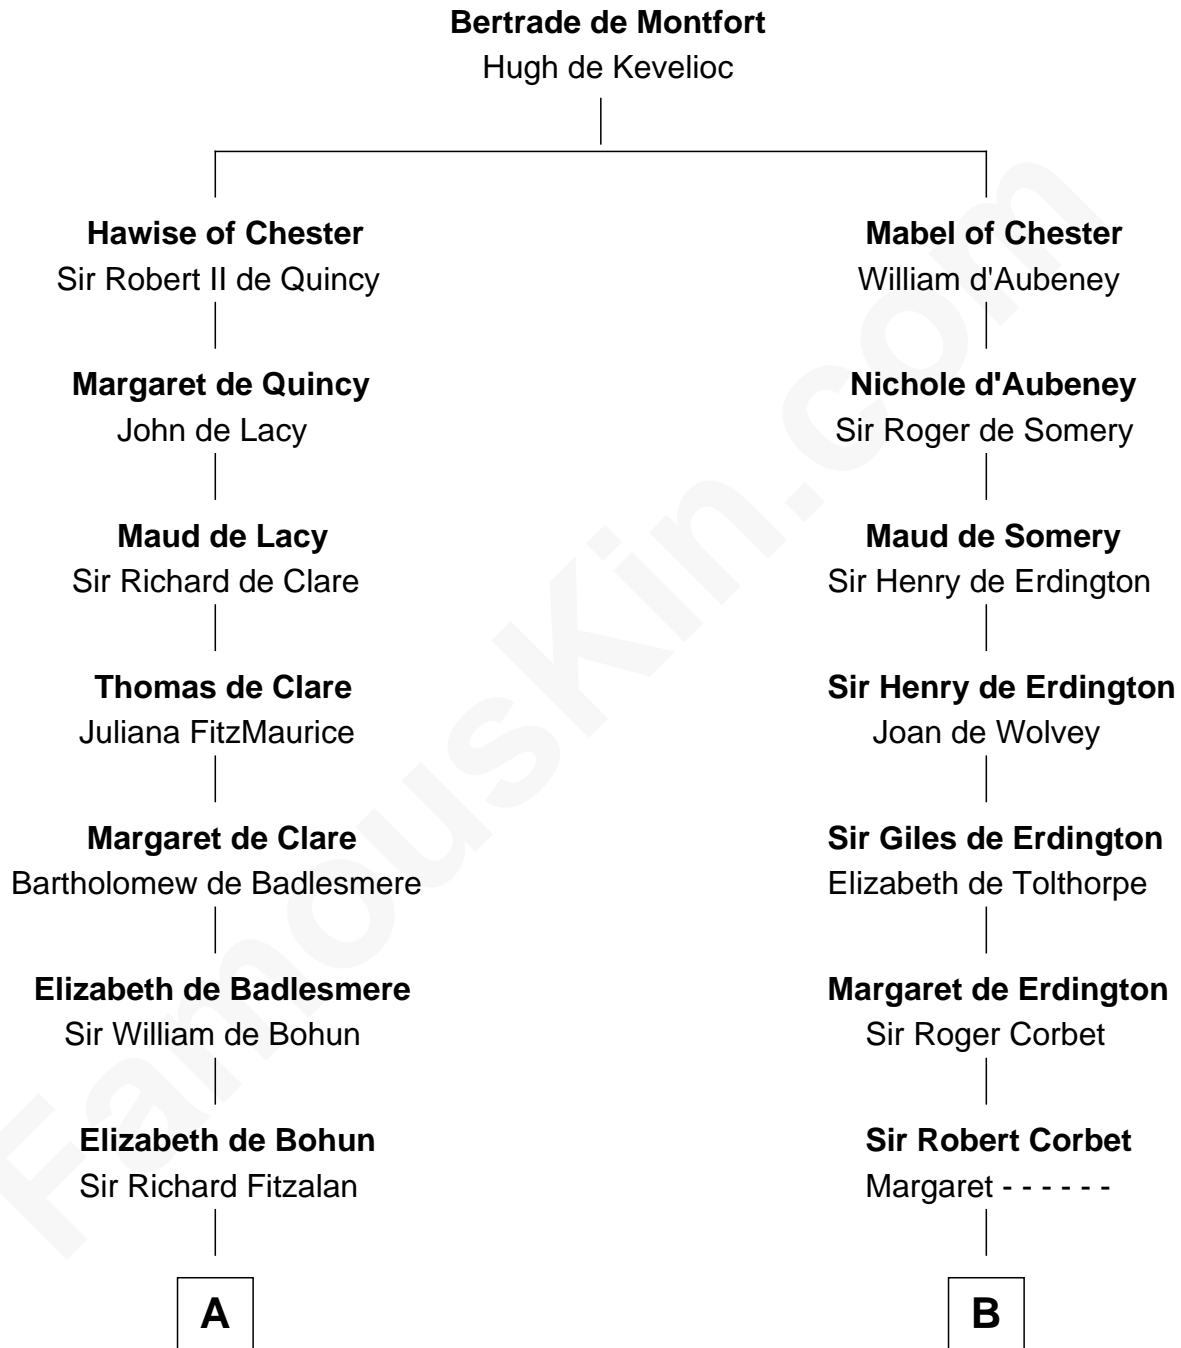 Bertrade de Montfort
Hugh de Kevelioc
Hawise of Chester
Sir Robert II de Quincy
Mabel of Chester
William d'Aubeney
Margaret de Quincy
John de Lacy
Nichole d'Aubeney
Sir Roger de Somery
Maud de Lacy
Sir Richard de Clare
Maud de Somery
Sir Henry de Erdington
Thomas de Clare
Juliana FitzMaurice
Sir Henry de Erdington
Joan de Wolvey
Margaret de Clare
Bartholomew de Badlesmere
Sir Giles de Erdington
Elizabeth de Tolthorpe
Elizabeth de Badlesmere
Sir William de Bohun
Margaret de Erdington
Sir Roger Corbet
Elizabeth de Bohun
Sir Richard Fitzalan
Sir Robert Corbet
Margaret - - - - - -
A
B
FamousKin.com